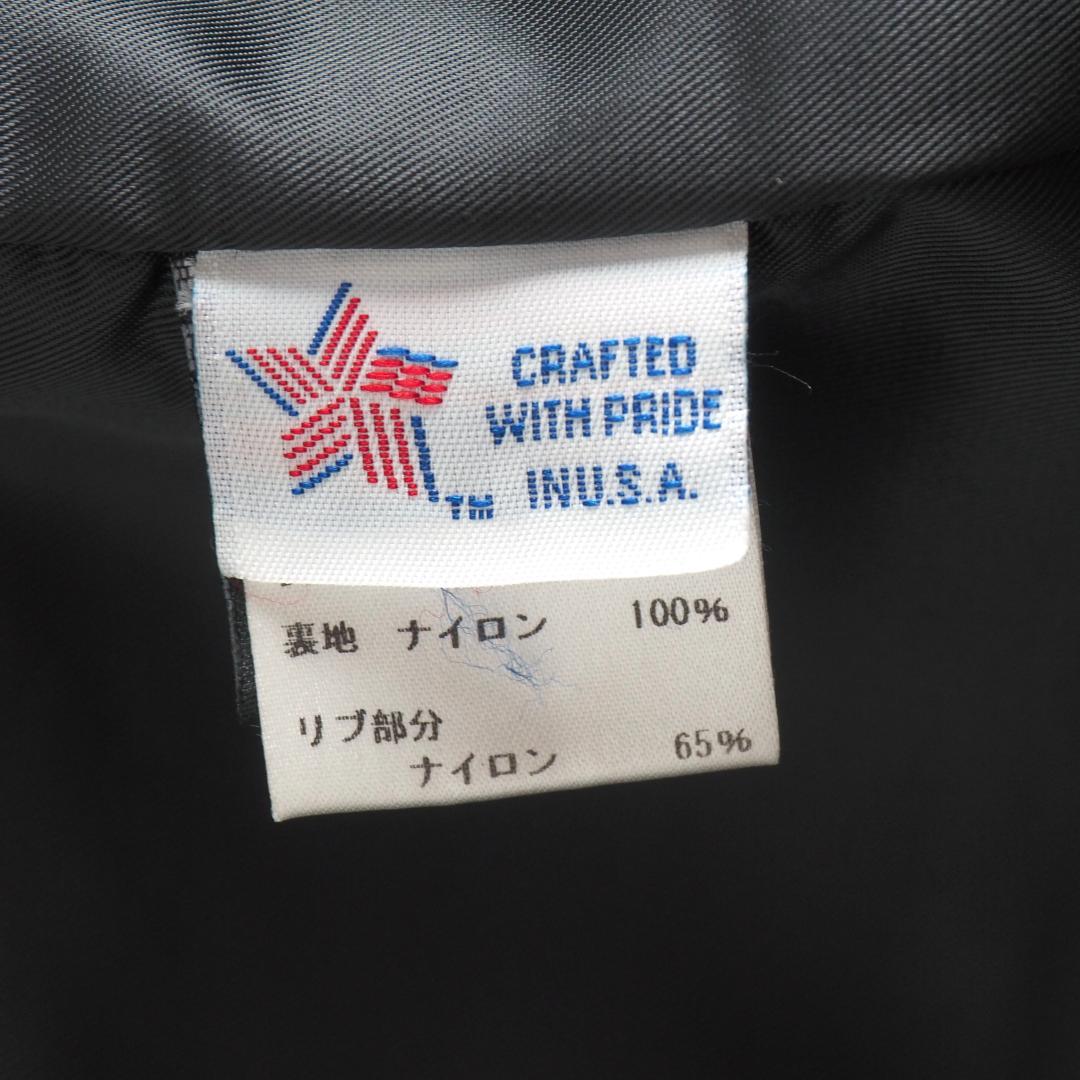 CRAFTED
WITH PRIDE
IN U.S.A.
TM
裏地 ナイロン 100%
リブ部分
ナイロン 65%